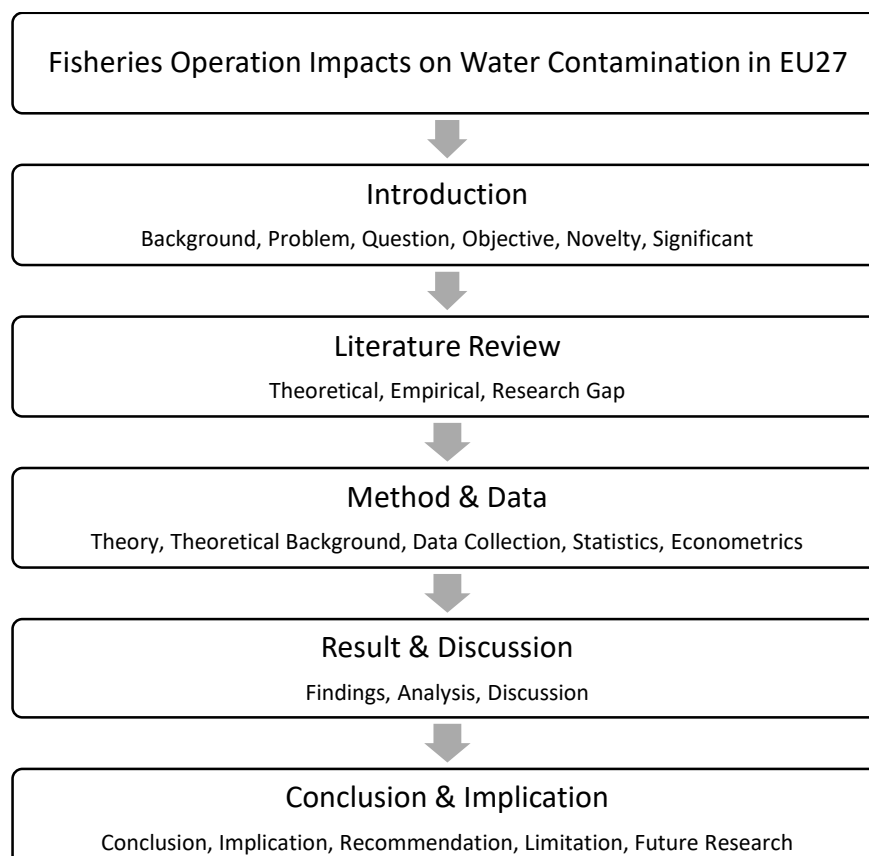 Fisheries Operation Impacts on Water Contamination in EU27
Introduction
Background, Problem, Question, Objective, Novelty, Significant
Literature Review
Theoretical, Empirical, Research Gap
Method & Data
Theory, Theoretical Background, Data Collection, Statistics, Econometrics
Result & Discussion
Findings, Analysis, Discussion
Conclusion & Implication
Conclusion, Implication, Recommendation, Limitation, Future Research